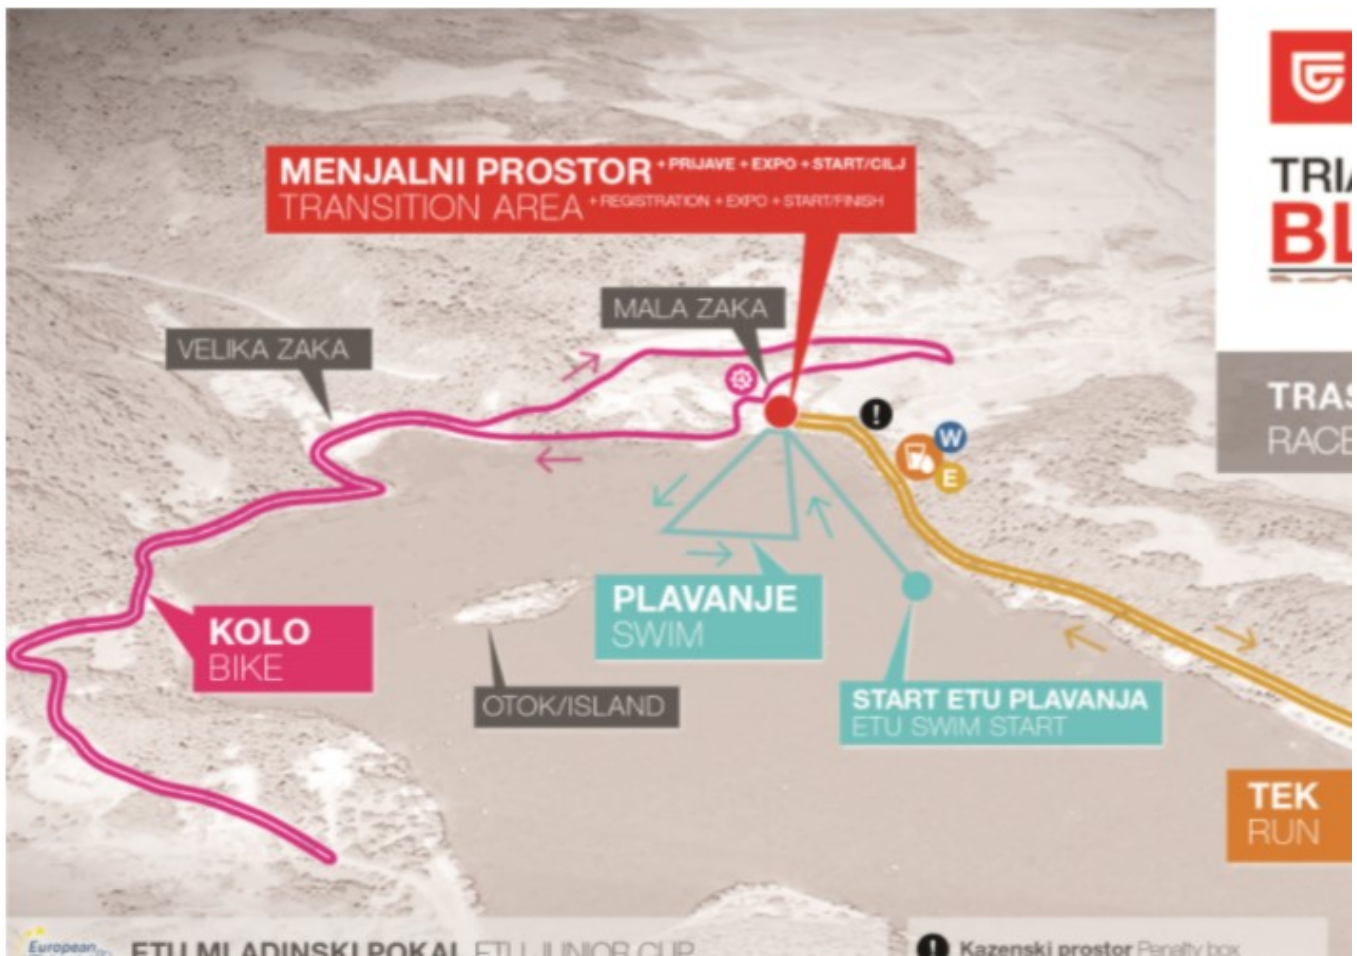 MENJALNI PROSTOR + PRIJAVE + EXPO + START/CILJ
TRANSITION AREA + REGISTRATION + EXPO + START/FINISH
TRIA
BL
MALA ZAKA
VELIKA ZAKA
TRAS
RACE
!
W
E
PLAVANJE
SWIM
KOLO
BIKE
OTOK/ISLAND
START ETU PLAVANJA
ETU SWIM START
TEK
RUN
European
ETU MLADINSKI POKAL ETU JUNIOR CUP
! Kazenski prostor Penalty box